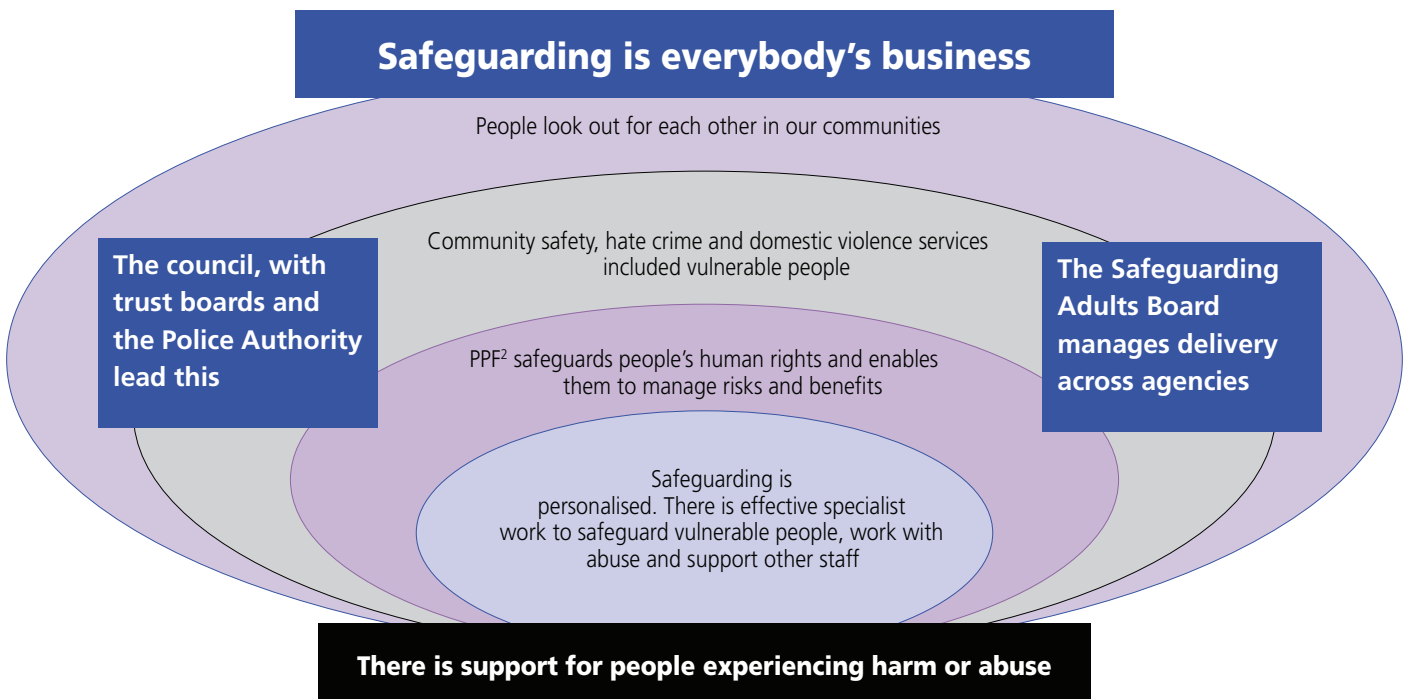 Safeguarding is everybody’s business
People look out for each other in our communities
Community safety, hate crime and domestic violence services
included vulnerable people
The council, with
trust boards and
the Police Authority
lead this
The Safeguarding
Adults Board
manages delivery
across agencies
PPF² safeguards people’s human rights and enables
them to manage risks and benefits
Safeguarding is
personalised. There is effective specialist
work to safeguard vulnerable people, work with
abuse and support other staff
There is support for people experiencing harm or abuse